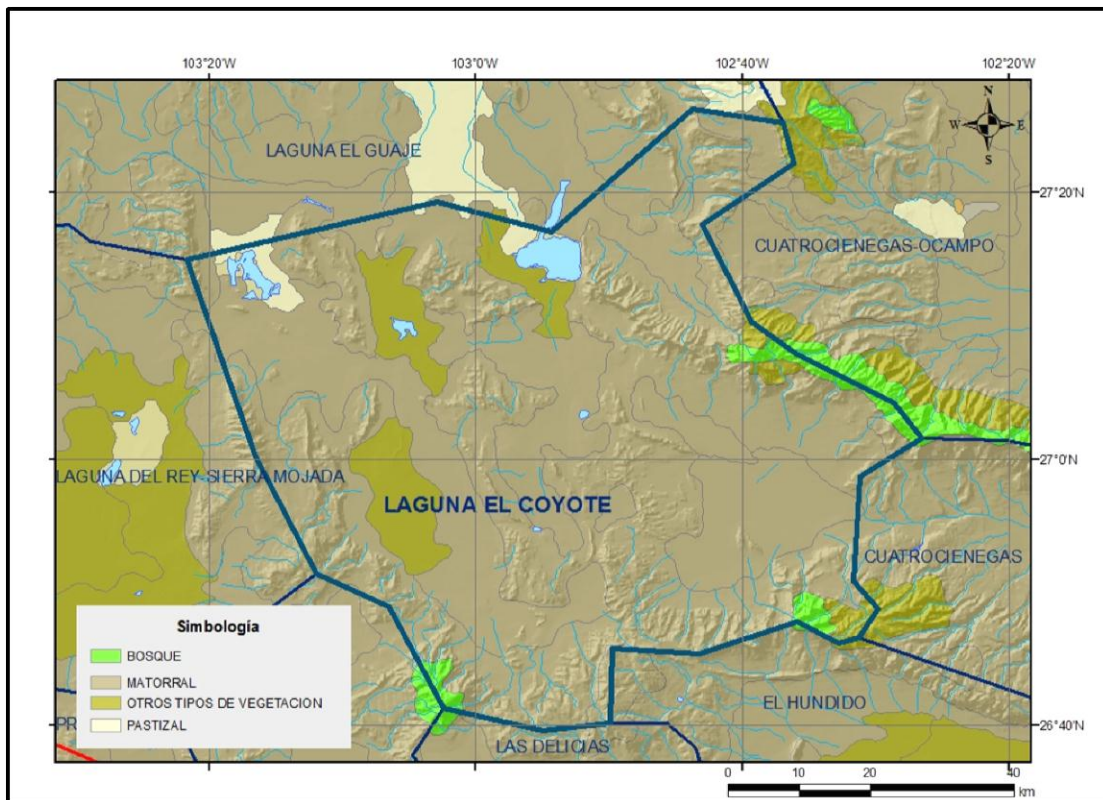 103°20'W 103°0'W 102°40'W 102°20'W
N
W E
S
LAGUNA EL GUAJE
27°20'N
CUATROCIENEGAS-OCAMPO
27°0'N
LAGUNA DEL REY-SIERRA MOJADA
LAGUNA EL COYOTE
CUATROCIENEGAS
Simbología
BOSQUE
MATORRAL
OTROS TIPOS DE VEGETACION
PASTIZAL
EL HUNDIDO
PR
26°40'N
LAS DELICIAS
0 10 20 40
km